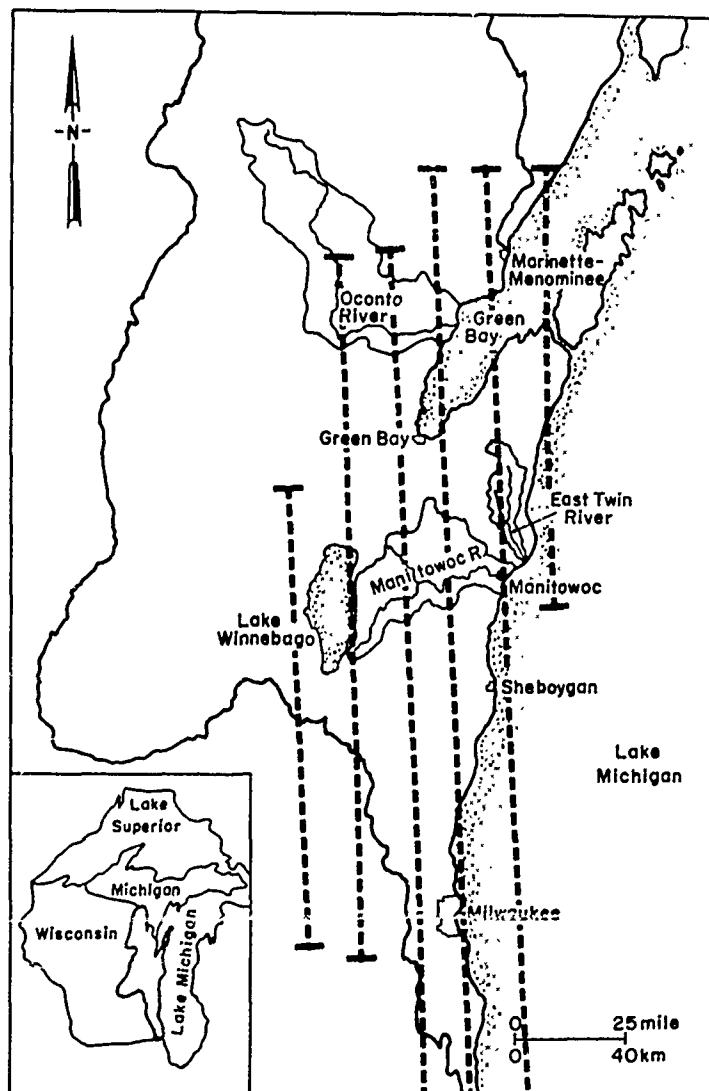 -N-
Marinette-
Menominee
Oconto
River
Green
Bay
Green Bay
East Twin
River
Manitowoc R.
Manitowoc
Lake
Winnebago
Sheboygan
Lake
Michigan
Milwaukee
Lake
Superior
Michigan
Wisconsin
Lake Michigan
0 25 mile
0 40 km